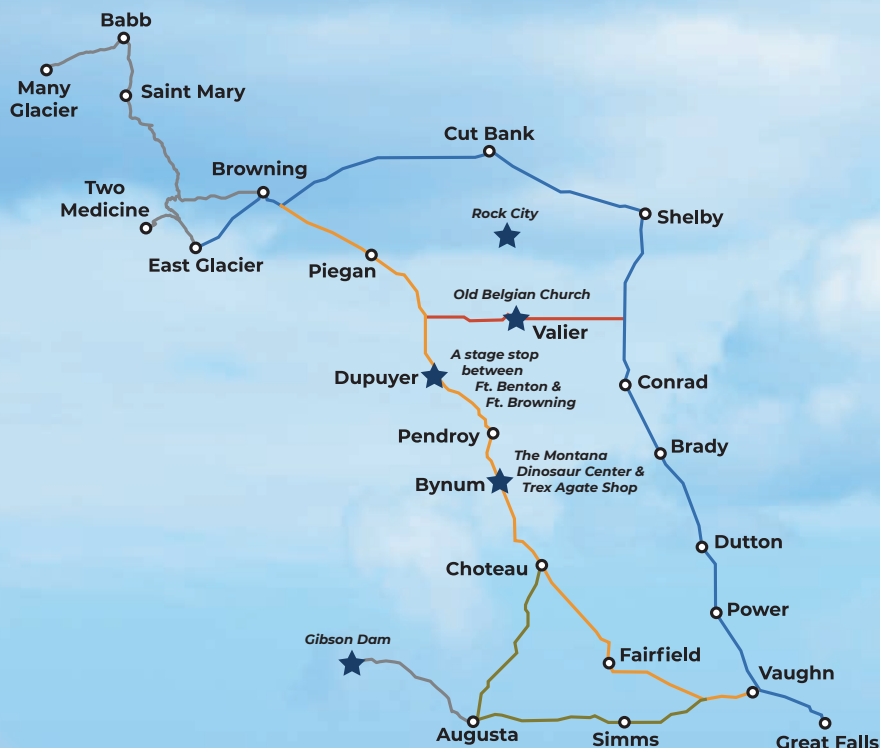 Babb
Many
Glacier
Saint Mary
Cut Bank
Browning
Two
Medicine
Rock City
Shelby
East Glacier
Piegan
Old Belgian Church
Valier
A stage stop
between
Ft. Benton &
Ft. Browning
Dupuyer
Conrad
Pendroy
Brady
The Montana
Dinosaur Center &
Trex Agate Shop
Bynum
Dutton
Choteau
Power
Gibson Dam
Fairfield
Vaughn
Augusta
Simms
Great Falls